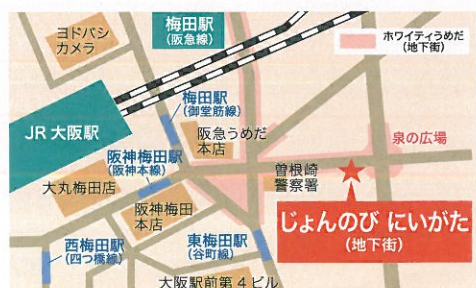 ヨドバシ
カメラ
梅田駅
(阪急線)
ホワイティうめだ
(地下街)
梅田駅
(御堂筋線)
JR 大阪駅
阪急うめだ
本店
泉の広場
阪神梅田駅
(阪神本線)
曽根崎
警察署
大丸梅田店
阪神梅田
本店
じょんのび にいがた
(地下街)
西梅田駅
(四つ橋線)
東梅田駅
(谷町線)
大阪駅前第4ビル